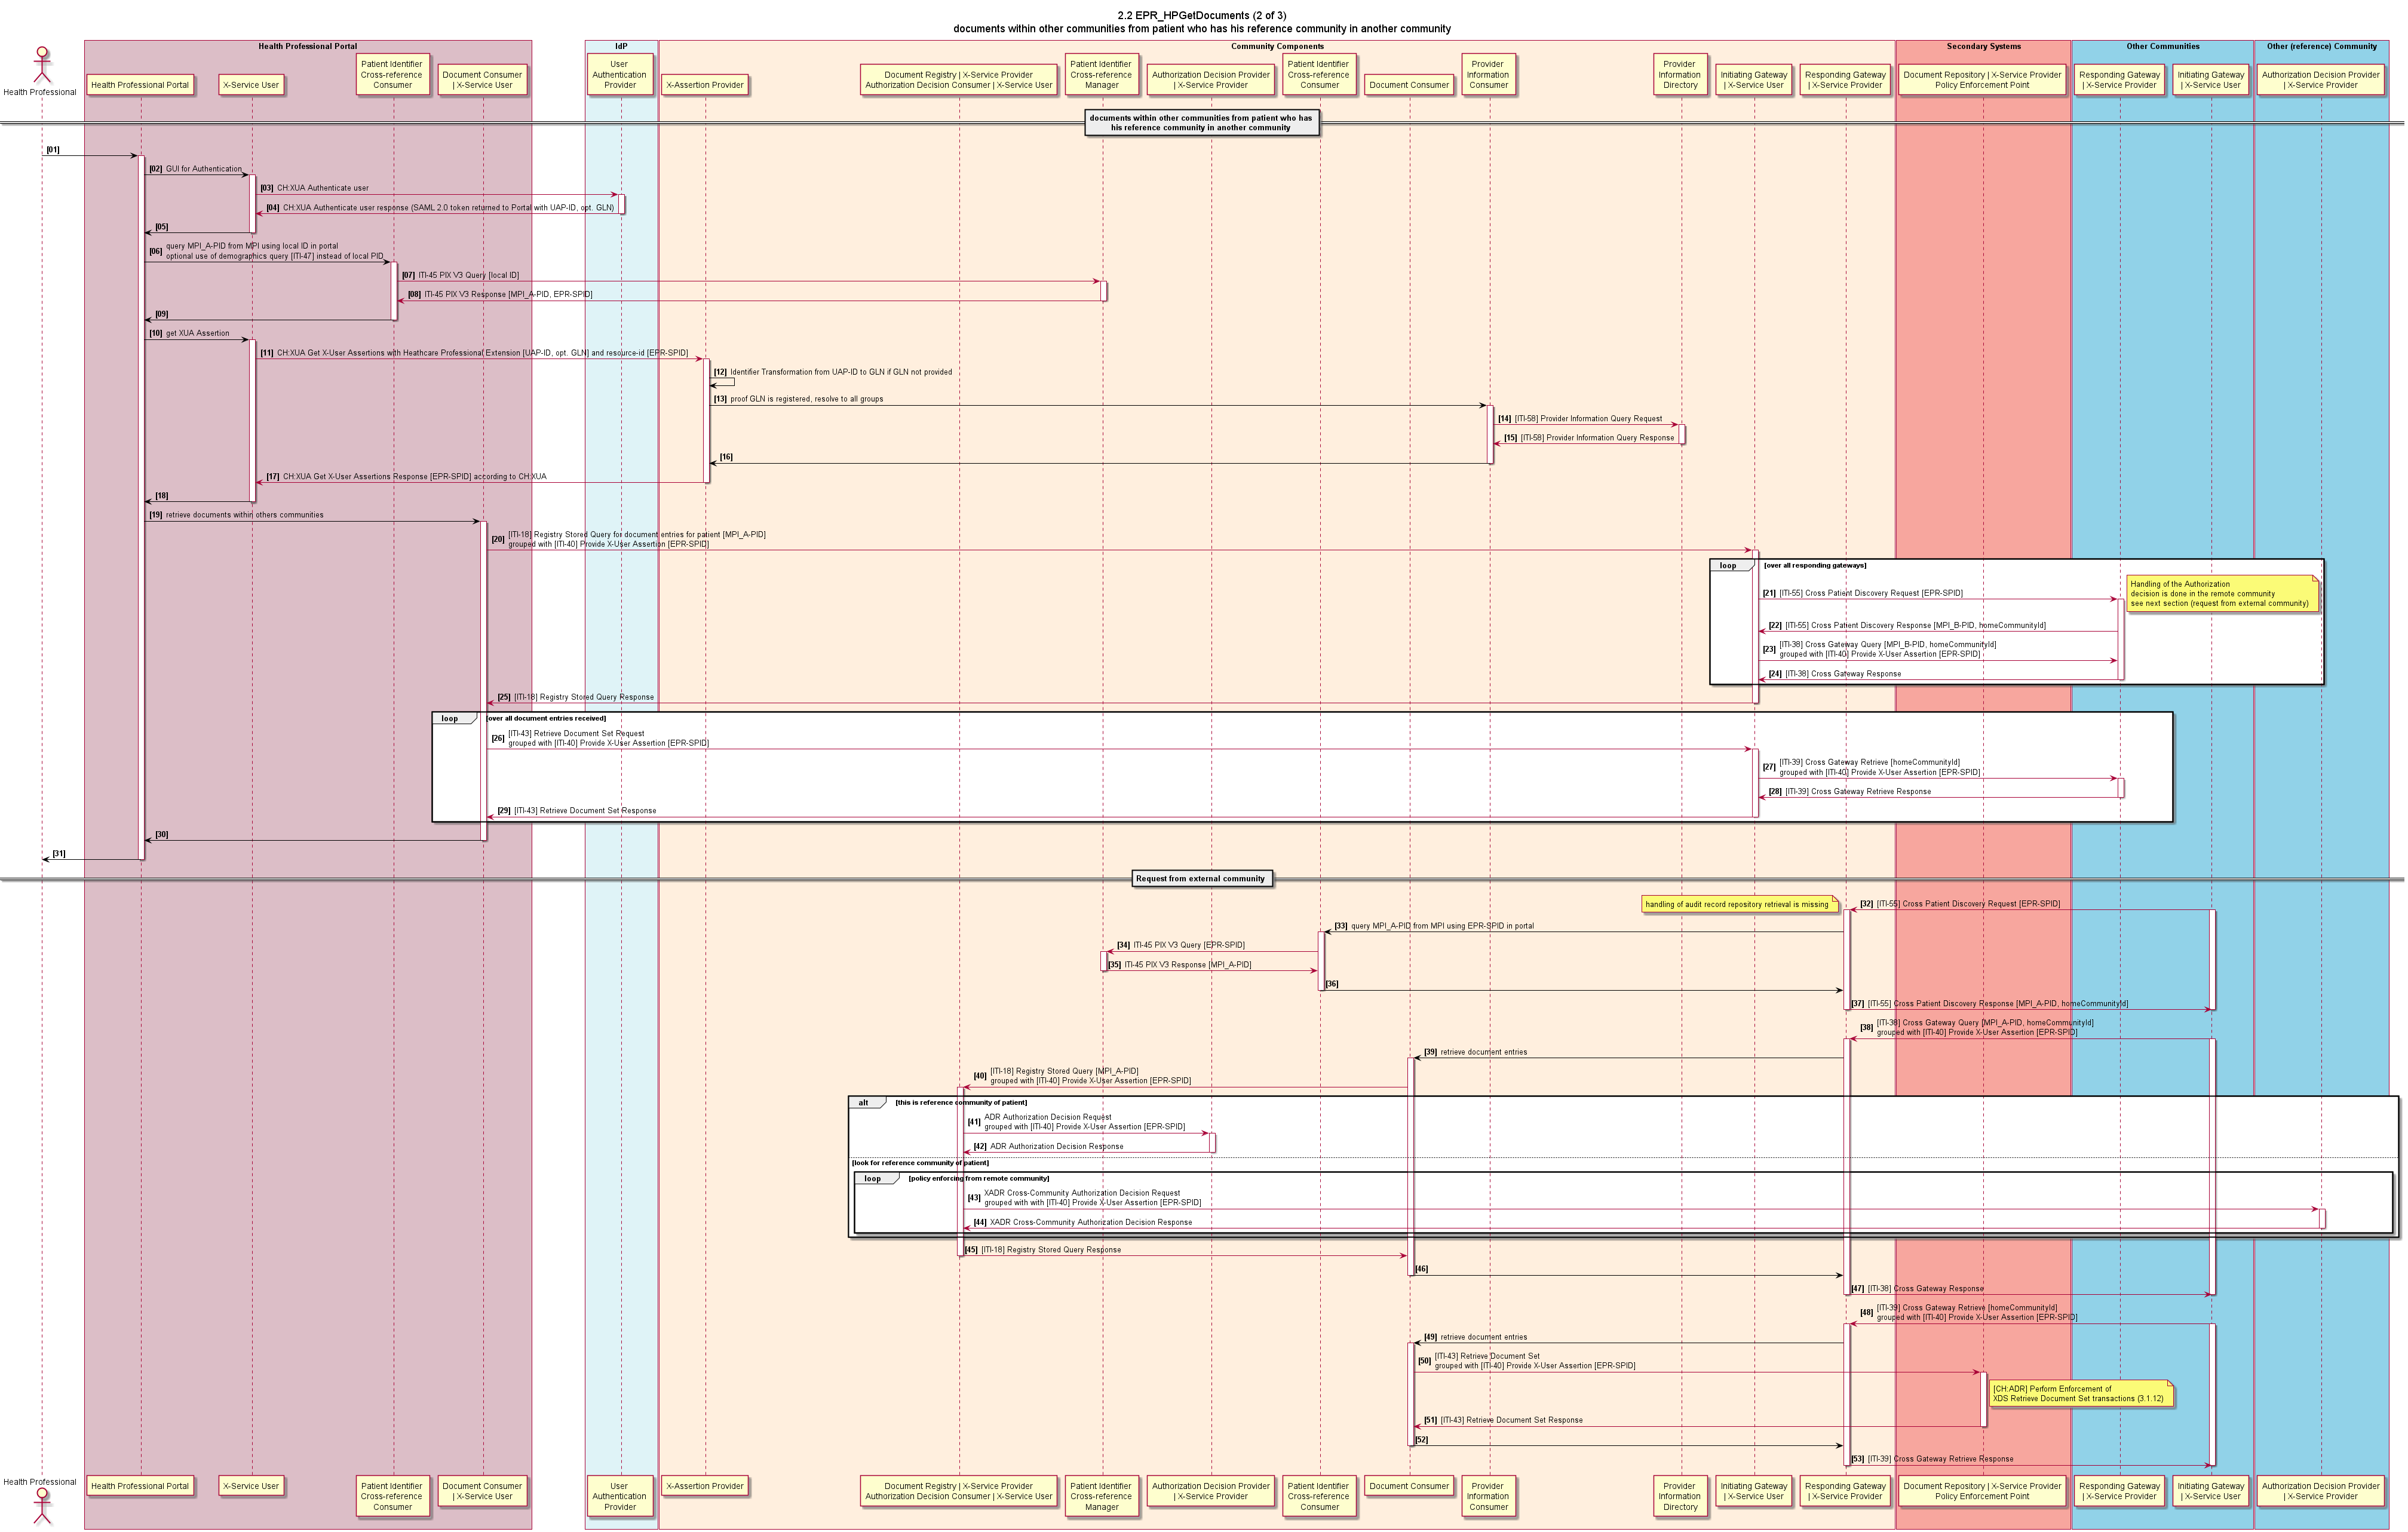 2.2 EPR_HPGetDocuments (2 of 3)
documents within other communities from patient who has his reference community in another community
Health Professional Portal
IdP
Community Components
Secondary Systems
Other Communities
Other (reference) Community
Health Professional
Health Professional Portal
X-Service User
Patient Identifier
Cross-reference
Consumer
Document Consumer
| X-Service User
User
Authentication
Provider
X-Assertion Provider
Document Registry | X-Service Provider
Authorization Decision Consumer | X-Service User
Patient Identifier
Cross-reference
Manager
Authorization Decision Provider
| X-Service Provider
Patient Identifier
Cross-reference
Consumer
Document Consumer
Provider
Information
Consumer
Provider
Information
Directory
Initiating Gateway
| X-Service User
Responding Gateway
| X-Service Provider
Document Repository | X-Service Provider
Policy Enforcement Point
Responding Gateway
| X-Service Provider
Initiating Gateway
| X-Service User
Authorization Decision Provider
| X-Service Provider
documents within other communities from patient who has
his reference community in another community
[01]
[02] GUI for Authentication
[03] CH:XUA Authenticate user
[04] CH:XUA Authenticate user response (SAML 2.0 token returned to Portal with UAP-ID, opt. GLN)
[05]
[06] query MPI_A-PID from MPI using local ID in portal
optional use of demographics query [ITI-47] instead of local PID
[07] ITI-45 PIX V3 Query [local ID]
[08] ITI-45 PIX V3 Response [MPI_A-PID, EPR-SPID]
[09]
[10] get XUA Assertion
[11] CH:XUA Get X-User Assertions with Heathcare Professional Extension [UAP-ID, opt. GLN] and resource-id [EPR-SPID]
[12] Identifier Transformation from UAP-ID to GLN if GLN not provided
[13] proof GLN is registered, resolve to all groups
[14] [ITI-58] Provider Information Query Request
[15] [ITI-58] Provider Information Query Response
[16]
[17] CH:XUA Get X-User Assertions Response [EPR-SPID] according to CH:XUA
[18]
[19] retrieve documents within others communities
[20] [ITI-18] Registry Stored Query for document entries for patient [MPI_A-PID]
grouped with [ITI-40] Provide X-User Assertion [EPR-SPID]
loop [over all responding gateways]
Handling of the Authorization
decision is done in the remote community
see next section (request from external community)
[21] [ITI-55] Cross Patient Discovery Request [EPR-SPID]
[22] [ITI-55] Cross Patient Discovery Response [MPI_B-PID, homeCommunityId]
[23] [ITI-38] Cross Gateway Query [MPI_B-PID, homeCommunityId]
grouped with [ITI-40] Provide X-User Assertion [EPR-SPID]
[24] [ITI-38] Cross Gateway Response
[25] [ITI-18] Registry Stored Query Response
loop [over all document entries received]
[26] [ITI-43] Retrieve Document Set Request
grouped with [ITI-40] Provide X-User Assertion [EPR-SPID]
[27] [ITI-39] Cross Gateway Retrieve [homeCommunityId]
grouped with [ITI-40] Provide X-User Assertion [EPR-SPID]
[28] [ITI-39] Cross Gateway Retrieve Response
[29] [ITI-43] Retrieve Document Set Response
[30]
[31]
Request from external community
handling of audit record repository retrieval is missing
[32] [ITI-55] Cross Patient Discovery Request [EPR-SPID]
[33] query MPI_A-PID from MPI using EPR-SPID in portal
[34] ITI-45 PIX V3 Query [EPR-SPID]
[35] ITI-45 PIX V3 Response [MPI_A-PID]
[36]
[37] [ITI-55] Cross Patient Discovery Response [MPI_A-PID, homeCommunityId]
[38] [ITI-38] Cross Gateway Query [MPI_A-PID, homeCommunityId]
grouped with [ITI-40] Provide X-User Assertion [EPR-SPID]
[39] retrieve document entries
[40] [ITI-18] Registry Stored Query [MPI_A-PID]
grouped with [ITI-40] Provide X-User Assertion [EPR-SPID]
alt [this is reference community of patient]
[41] ADR Authorization Decision Request
grouped with [ITI-40] Provide X-User Assertion [EPR-SPID]
[42] ADR Authorization Decision Response
[look for reference community of patient]
loop [policy enforcing from remote community]
[43] XADR Cross-Community Authorization Decision Request
grouped with with [ITI-40] Provide X-User Assertion [EPR-SPID]
[44] XADR Cross-Community Authorization Decision Response
[45] [ITI-18] Registry Stored Query Response
[46]
[47] [ITI-38] Cross Gateway Response
[48] [ITI-39] Cross Gateway Retrieve [homeCommunityId]
grouped with [ITI-40] Provide X-User Assertion [EPR-SPID]
[49] retrieve document entries
[50] [ITI-43] Retrieve Document Set
grouped with [ITI-40] Provide X-User Assertion [EPR-SPID]
[CH:ADR] Perform Enforcement of
XDS Retrieve Document Set transactions (3.1.12)
[51] [ITI-43] Retrieve Document Set Response
[52]
[53] [ITI-39] Cross Gateway Retrieve Response
Health Professional
Health Professional Portal
X-Service User
Patient Identifier
Cross-reference
Consumer
Document Consumer
| X-Service User
User
Authentication
Provider
X-Assertion Provider
Document Registry | X-Service Provider
Authorization Decision Consumer | X-Service User
Patient Identifier
Cross-reference
Manager
Authorization Decision Provider
| X-Service Provider
Patient Identifier
Cross-reference
Consumer
Document Consumer
Provider
Information
Consumer
Provider
Information
Directory
Initiating Gateway
| X-Service User
Responding Gateway
| X-Service Provider
Document Repository | X-Service Provider
Policy Enforcement Point
Responding Gateway
| X-Service Provider
Initiating Gateway
| X-Service User
Authorization Decision Provider
| X-Service Provider